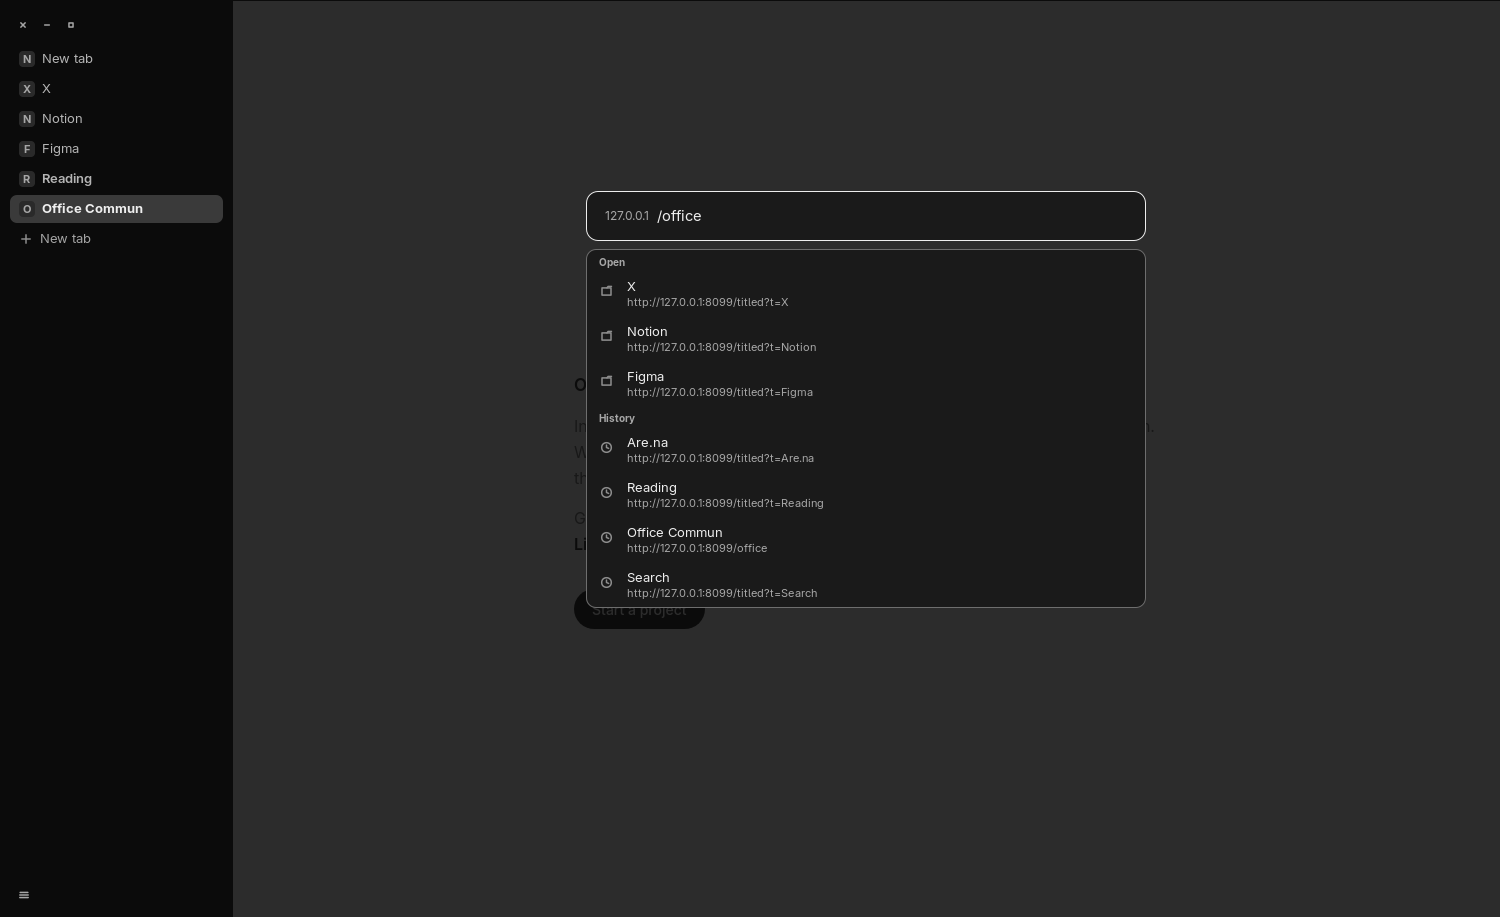 N New tab
X X
N Notion
F Figma
R Reading
O Office Commun
New tab
127.0.0.1 /office
Open
X
http://127.0.0.1:8099/titled?t=X
Notion
http://127.0.0.1:8099/titled?t=Notion
Figma
http://127.0.0.1:8099/titled?t=Figma
History
Are.na
http://127.0.0.1:8099/titled?t=Are.na
Reading
http://127.0.0.1:8099/titled?t=Reading
Office Commun
http://127.0.0.1:8099/office
Search
http://127.0.0.1:8099/titled?t=Search
Start a project